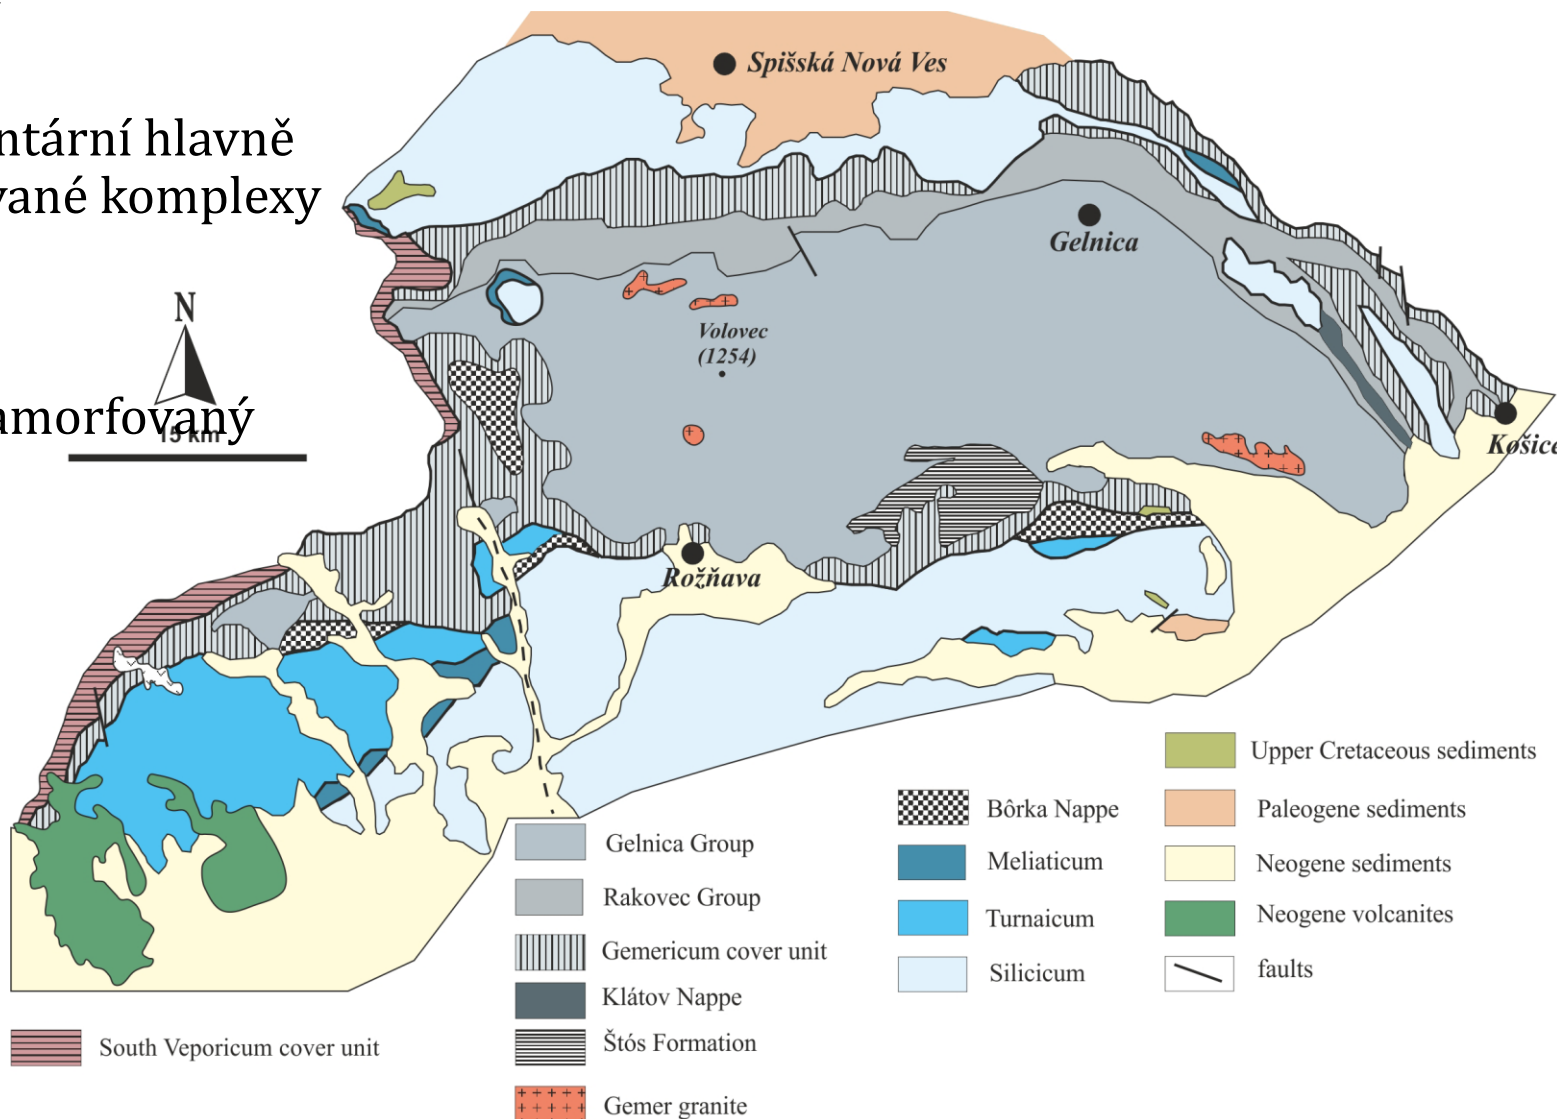 Spišská Nová Ves
ntární hlavně
vané komplexy
Gelnica
N
Volovec
(1254)
amorfovaný
15 km
Košice
Rožňava
Upper Cretaceous sediments
Bôrka Nappe
Paleogene sediments
Gelnica Group
Meliaticum
Neogene sediments
Rakovec Group
Turnaicum
Neogene volcanites
Gemericum cover unit
Silicicum
faults
Klátov Nappe
South Veporicum cover unit
Štós Formation
Gemer granite